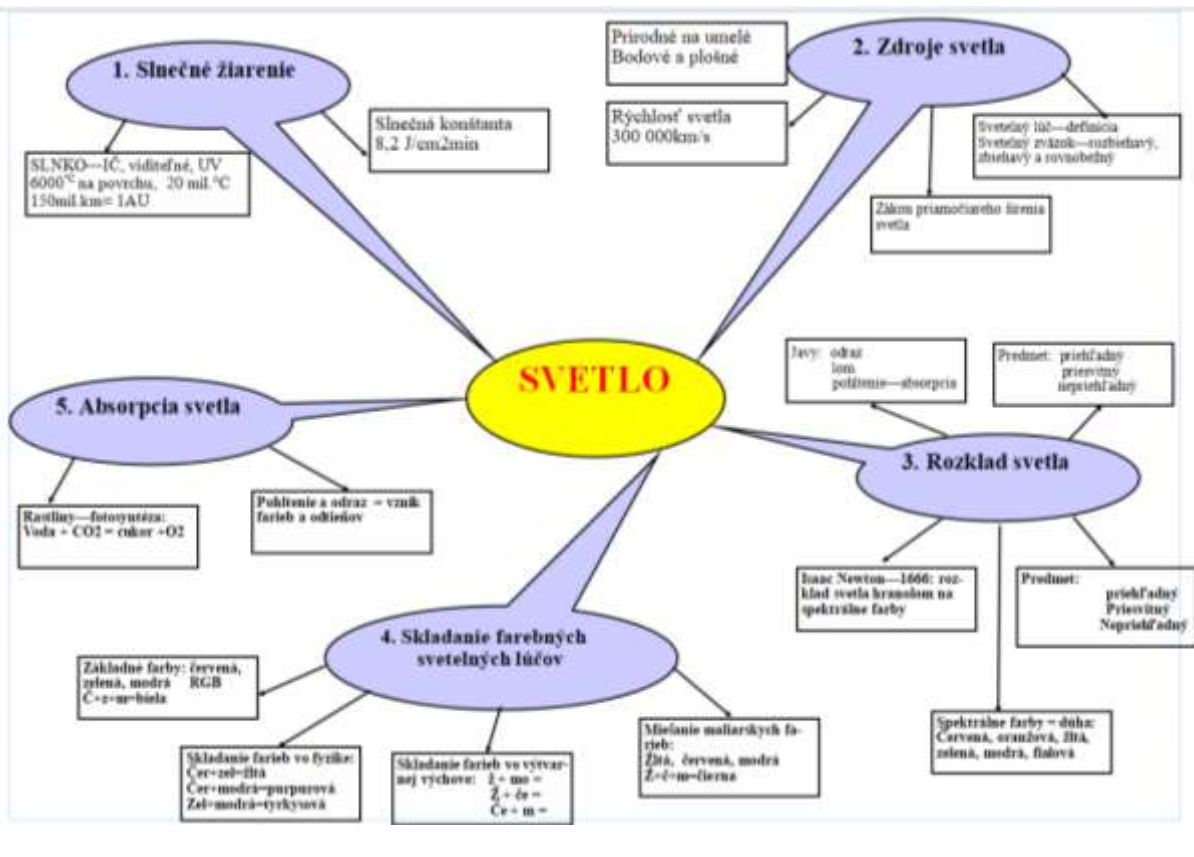 1. Slnečné žiarenie
SLNKO---IČ, viditeľné, UV
6000°C na povrchu, 20 mil.°C
150mil.km= 1AU
Slnečná konštanta
8,2 J/cm2min
Prirodné na umelé
Bodové a plošné
2. Zdroje svetla
Rýchlosť svetla
300 000km/s
Svetelný lúč---definícia
Svetelný zväzok---rozbiehavý,
zbiehavý a rovnobežný
Zákon priamočiareho šírenia
svetla
SVETLO
Javy: odraz
lom
pohltenie---absorpcia
Predmet: priehľadný
priesvitný
nepriehľadný
3. Rozklad svetla
Isaac Newton---1666: roz-
klad svetla hranolom na
spektrálne farby
Predmet:
priehľadný
Priesvitný
Nepriehľadný
Spektrálne farby = dúha:
Červená, oranžová, žltá,
zelená, modrá, fialová
5. Absorpcia svetla
Rastliny---fotosyntéza:
Voda + CO2 = cukor +O2
Pohltenie a odraz = vznik
farieb a odtieňov
4. Skladanie farebných
svetelných lúčov
Základné farby: červená,
zelená, modrá RGB
Č+z+m=biela
Skladanie farieb vo fyzike:
Čer+zel=žltá
Čer+modrá=purpurová
Zel+modrá=tyrkysová
Skladanie farieb vo výtvar-
nej výchove: ž + mo =
Ž + če =
Če + m =
Miešanie maliarskych fa-
rieb:
Žltá, červená, modrá
Ž+č+m=čierna